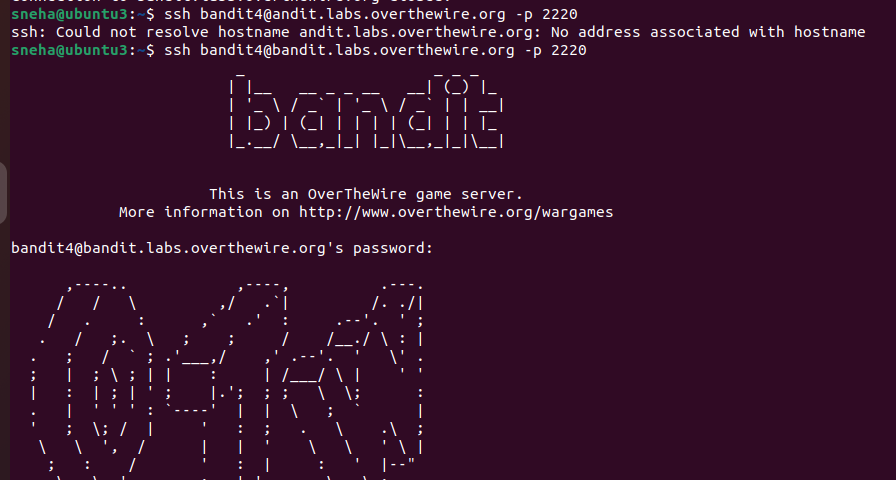 sneha@ubuntu3:~$ ssh bandit4@andit.labs.overthewire.org -p 2220
ssh: Could not resolve hostname andit.labs.overthewire.org: No address associated with hostname
sneha@ubuntu3:~$ ssh bandit4@bandit.labs.overthewire.org -p 2220
bandit
This is an OverTheWire game server.
More information on http://www.overthewire.org/wargames
bandit4@bandit.labs.overthewire.org's password: